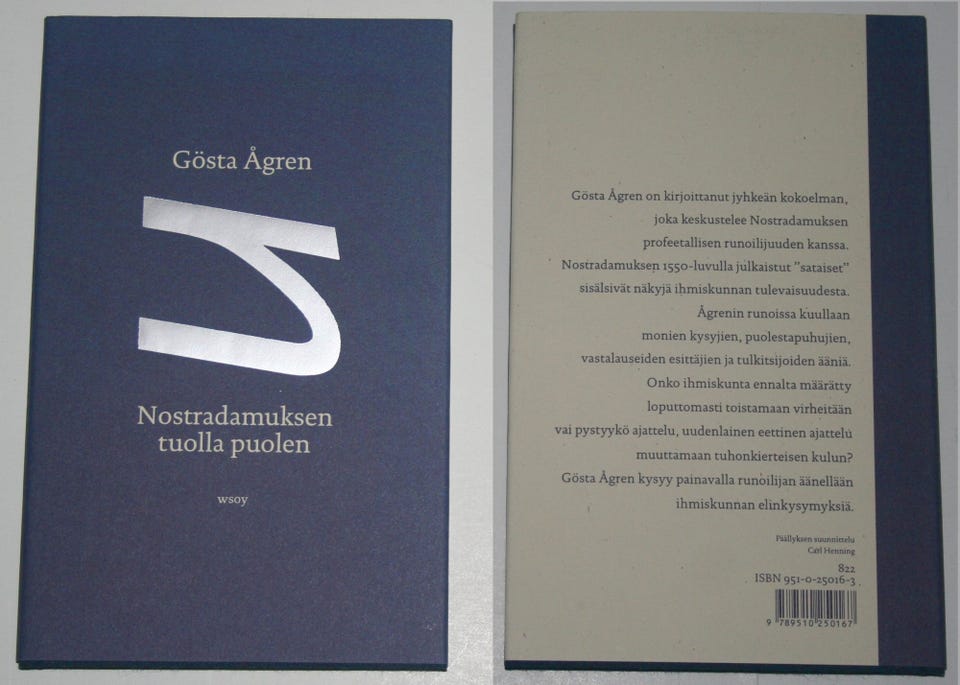 Gösta Ågren
n
Nostradamuksen
tuolla puolen
wsoy
Gösta Ågren on kirjoittanut jyhkeän kokoelman,
joka keskustelee Nostradamuksen
profeetallisen runoilijuuden kanssa.
Nostradamuksen 1550-luvulla julkaistut ”sataiset”
sisälsivät näkyjä ihmiskunnan tulevaisuudesta.
Ågrenin runoissa kuullaan
monien kysyjien, puolestapuhujien,
vastalauseiden esittäjien ja tulkitsijoiden ääniä.
Onko ihmiskunta ennalta määrätty
loputtomasti toistamaan virheitään
vai pystyykö ajattelu, uudenlainen eettinen ajattelu
muuttamaan tuhonkierteisen kulun?
Gösta Ågren kysyy painavalla runoilijan äänellään
ihmiskunnan elinkysymyksiä.
Päällyksen suunnittelu
Carl Henning
822
ISBN 951-0-25016-3
9 789510 250167